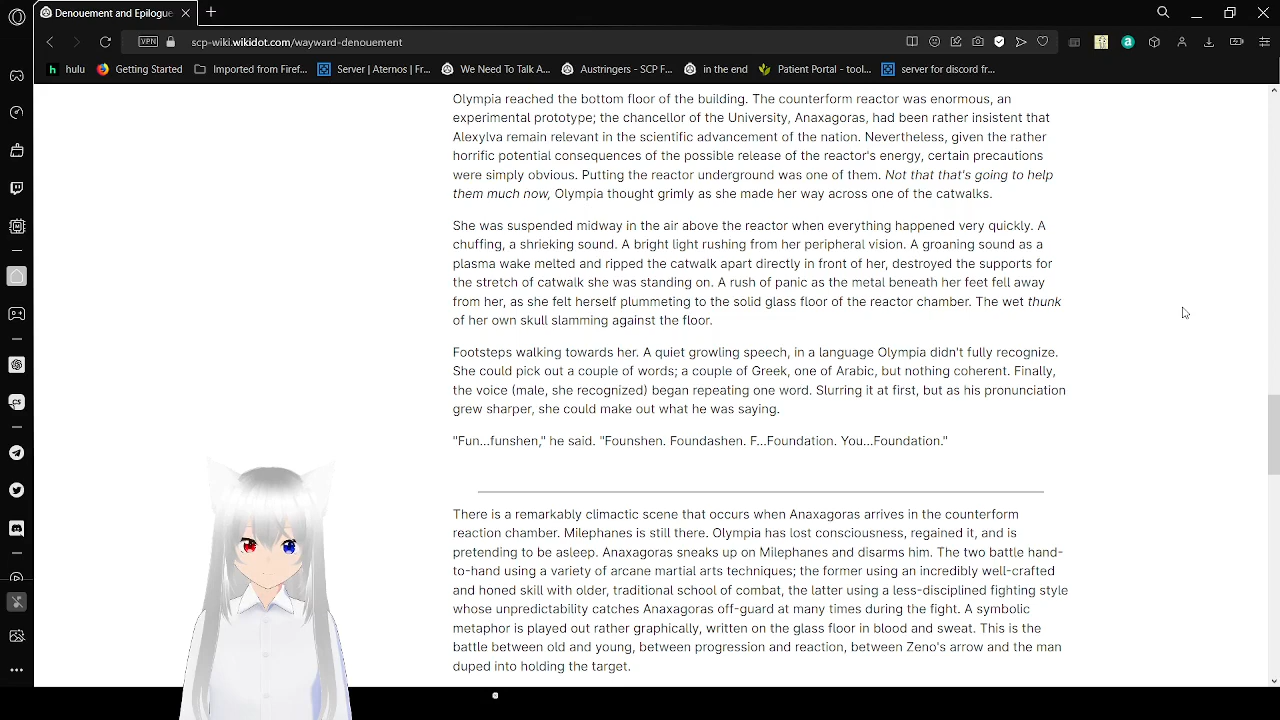 Denouement and Epilogue
scp-wiki.wikidot.com/wayward-denouement
VPN
hulu
Getting Started
Imported from Firef...
Server | Aternos | Fr...
We Need To Talk A...
Austringers - SCP F...
in the end
Patient Portal - tool...
server for discord fr...
Olympia reached the bottom floor of the building. The counterform reactor was enormous, an
experimental prototype; the chancellor of the University, Anaxagoras, had been rather insistent that
Alexylva remain relevant in the scientific advancement of the nation. Nevertheless, given the rather
horrific potential consequences of the possible release of the reactor's energy, certain precautions
were simply obvious. Putting the reactor underground was one of them. Not that that's going to help
them much now, Olympia thought grimly as she made her way across one of the catwalks.
She was suspended midway in the air above the reactor when everything happened very quickly. A
chuffing, a shrieking sound. A bright light rushing from her peripheral vision. A groaning sound as a
plasma wake melted and ripped the catwalk apart directly in front of her, destroyed the supports for
the stretch of catwalk she was standing on. A rush of panic as the metal beneath her feet fell away
from her, as she felt herself plummeting to the solid glass floor of the reactor chamber. The wet thunk
of her own skull slamming against the floor.
Footsteps walking towards her. A quiet growling speech, in a language Olympia didn't fully recognize.
She could pick out a couple of words; a couple of Greek, one of Arabic, but nothing coherent. Finally,
the voice (male, she recognized) began repeating one word. Slurring it at first, but as his pronunciation
grew sharper, she could make out what he was saying.
"Fun...funshen," he said. "Founshen. Foundashen. F...Foundation. You...Foundation."
There is a remarkably climactic scene that occurs when Anaxagoras arrives in the counterform
reaction chamber. Milephanes is still there. Olympia has lost consciousness, regained it, and is
pretending to be asleep. Anaxagoras sneaks up on Milephanes and disarms him. The two battle hand-
to-hand using a variety of arcane martial arts techniques; the former using an incredibly well-crafted
and honed skill with older, traditional school of combat, the latter using a less-disciplined fighting style
whose unpredictability catches Anaxagoras off-guard at many times during the fight. A symbolic
metaphor is played out rather graphically, written on the glass floor in blood and sweat. This is the
battle between old and young, between progression and reaction, between Zeno's arrow and the man
duped into holding the target.